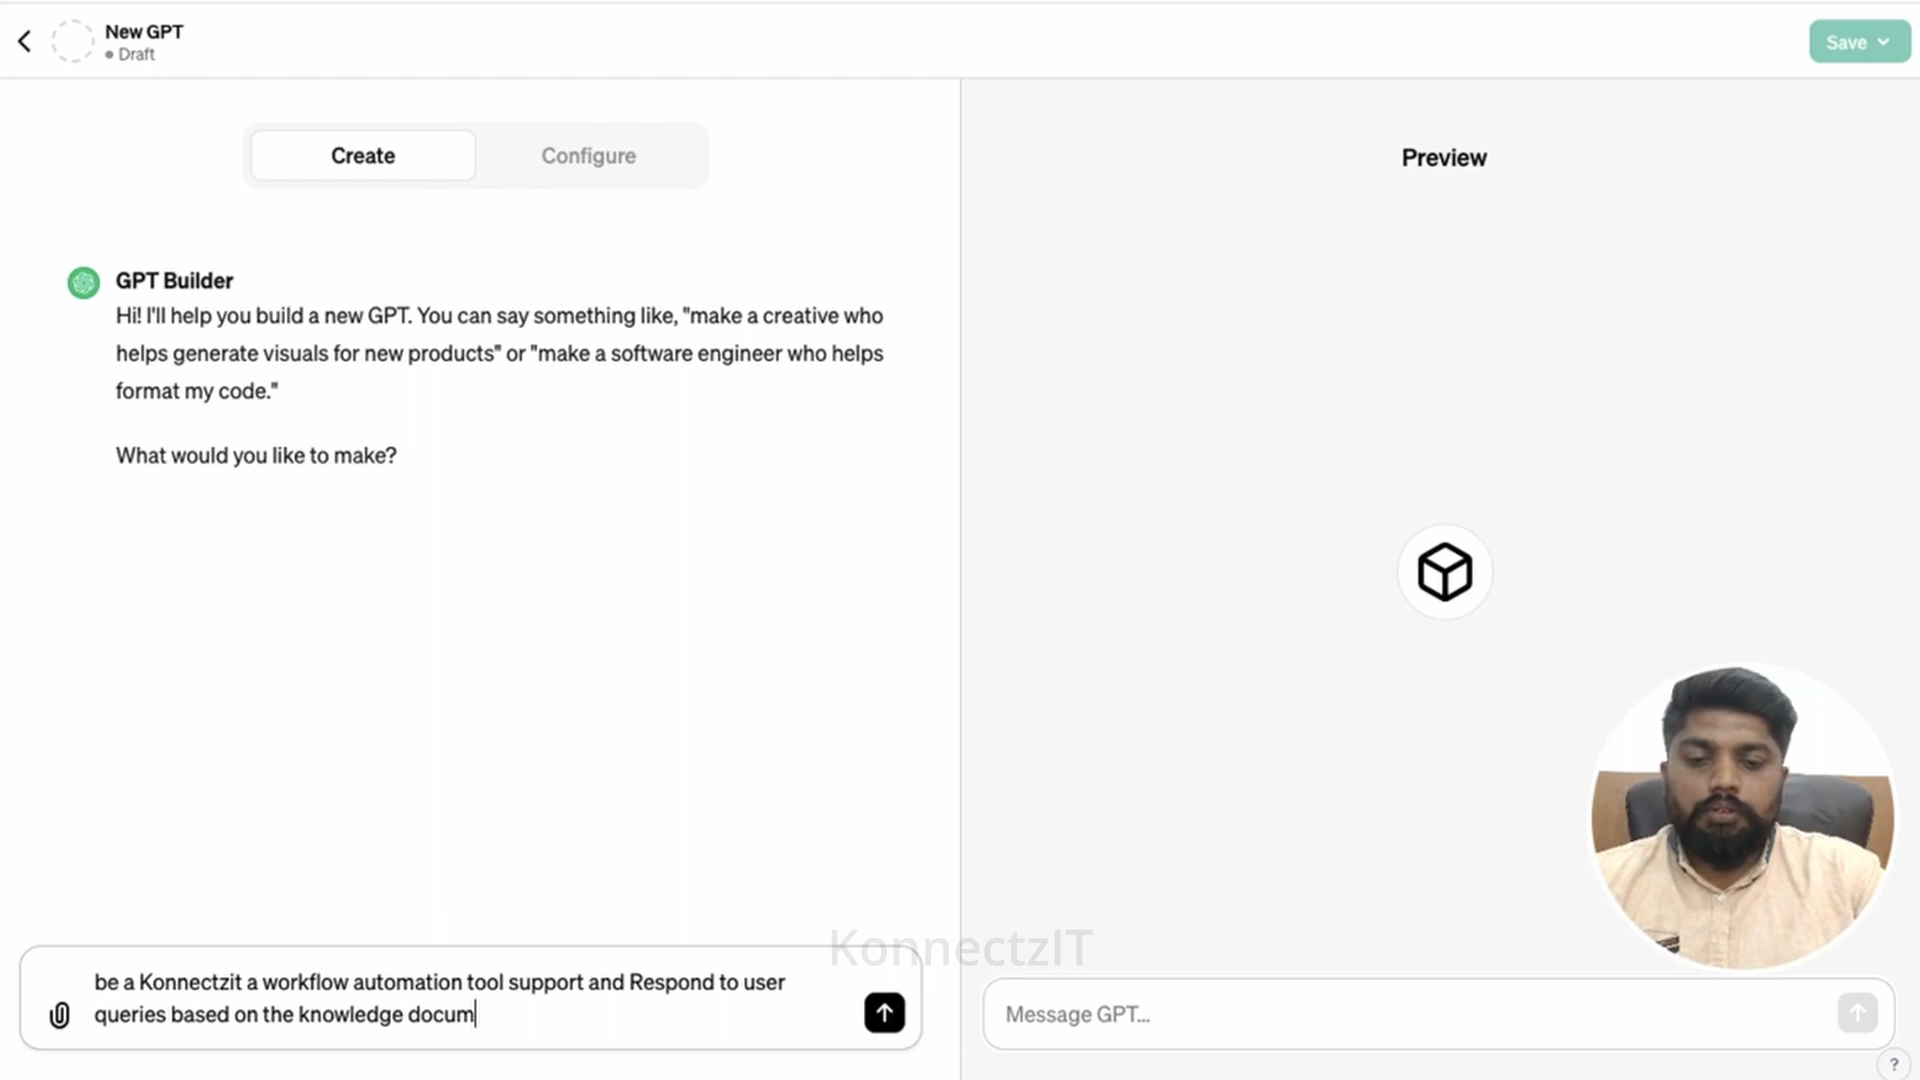 New GPT
Draft
Save
Create
Configure
Preview
GPT Builder
Hi! I'll help you build a new GPT. You can say something like, "make a creative who
helps generate visuals for new products" or "make a software engineer who helps
format my code."
What would you like to make?
KonnectzIT
be a Konnectzit a workflow automation tool support and Respond to user
queries based on the knowledge docum
Message GPT...
?